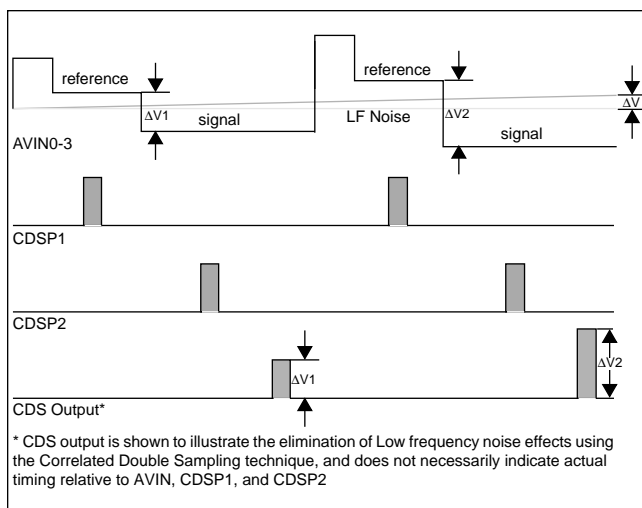 reference
reference
ΔV1
signal
LF Noise
ΔV2
signal
ΔV
AVIN0-3
CDSP1
CDSP2
ΔV1
ΔV2
CDS Output*
* CDS output is shown to illustrate the elimination of Low frequency noise effects using
the Correlated Double Sampling technique, and does not necessarily indicate actual
timing relative to AVIN, CDSP1, and CDSP2